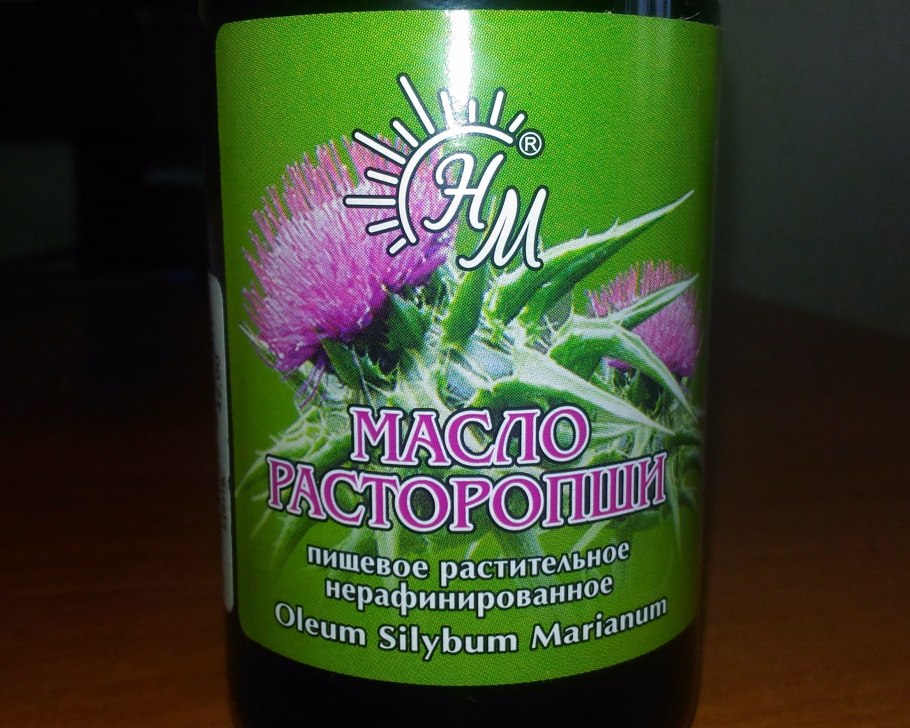 НМ®
МАСЛО
РАСТОРОПШИ
пищевое растительное
нерафинированное
Oleum Silybum Marianum